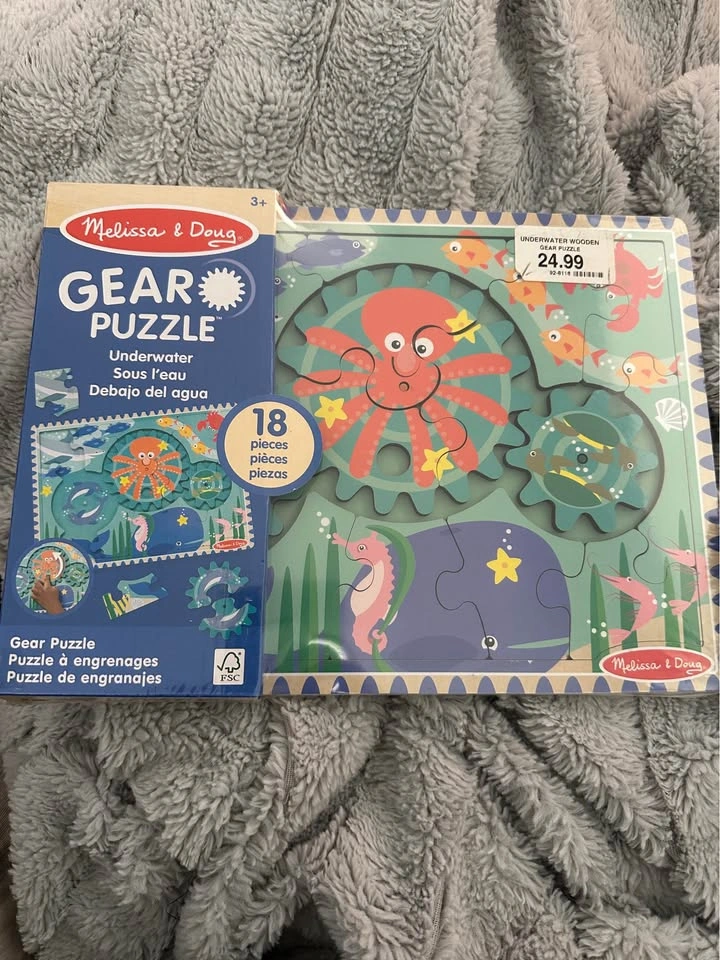 3+
Melissa & Doug
GEAR
PUZZLE™
Underwater
Sous l'eau
Debajo del agua
18
pieces
pièces
piezas
Gear Puzzle
Puzzle à engrenages
Puzzle de engranajes
FSC
UNDERWATER WOODEN
GEAR PUZZLE
24.99
Melissa & Doug